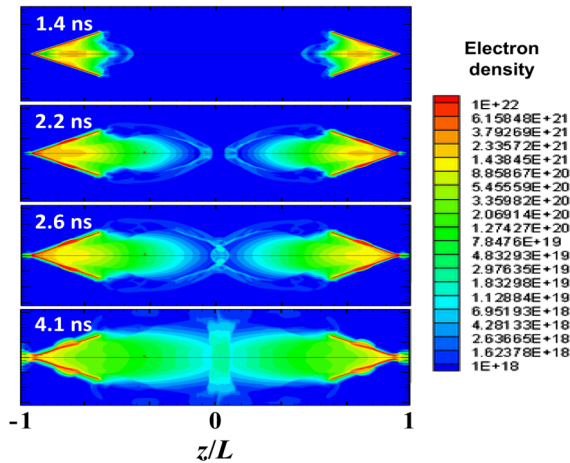 1.4 ns
2.2 ns
2.6 ns
4.1 ns
-1
0
1
z/L
Electron
density
1E+22
6.15848E+21
3.79269E+21
2.33572E+21
1.43845E+21
8.85867E+20
5.45559E+20
3.35982E+20
2.06914E+20
1.27427E+20
7.8476E+19
4.83293E+19
2.97635E+19
1.83298E+19
1.12884E+19
6.95193E+18
4.28133E+18
2.63665E+18
1.62378E+18
1E+18